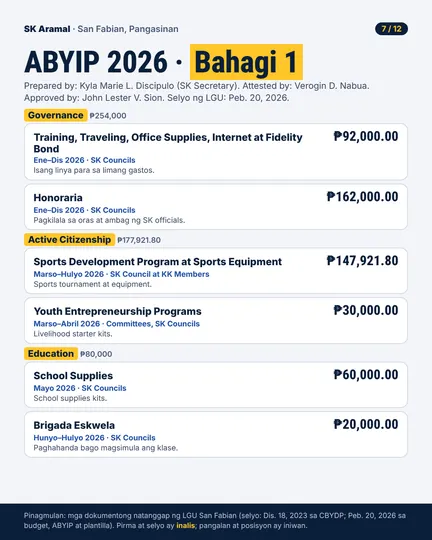 SK Aramal · San Fabian, Pangasinan
7 / 12
ABYIP 2026 · Bahagi 1
Prepared by: Kyla Marie L. Discipulo (SK Secretary). Attested by: Verogin D. Nabua.
Approved by: John Lester V. Sion. Selyo ng LGU: Peb. 20, 2026.
Governance ₱254,000
Training, Traveling, Office Supplies, Internet at Fidelity
Bond
₱92,000.00
Ene–Dis 2026 · SK Councils
Isang linya para sa limang gastos.
Honoraria
₱162,000.00
Ene–Dis 2026 · SK Councils
Pagkilala sa oras at ambag ng SK officials.
Active Citizenship ₱177,921.80
Sports Development Program at Sports Equipment
₱147,921.80
Marso–Hulyo 2026 · SK Council at KK Members
Sports tournament at equipment.
Youth Entrepreneurship Programs
₱30,000.00
Marso–Abril 2026 · Committees, SK Councils
Livelihood starter kits.
Education ₱80,000
School Supplies
₱60,000.00
Mayo 2026 · SK Councils
School supplies kits.
Brigada Eskwela
₱20,000.00
Hunyo–Hulyo 2026 · SK Councils
Paghahanda bago magsimula ang klase.
Pinagmulan: mga dokumentong natanggap ng LGU San Fabian (selyo: Dis. 18, 2023 sa CBYDP; Peb. 20, 2026 sa
budget, ABYIP at plantilla). Pirma at selyo ay inalis; pangalan at posisyon ay iniwan.